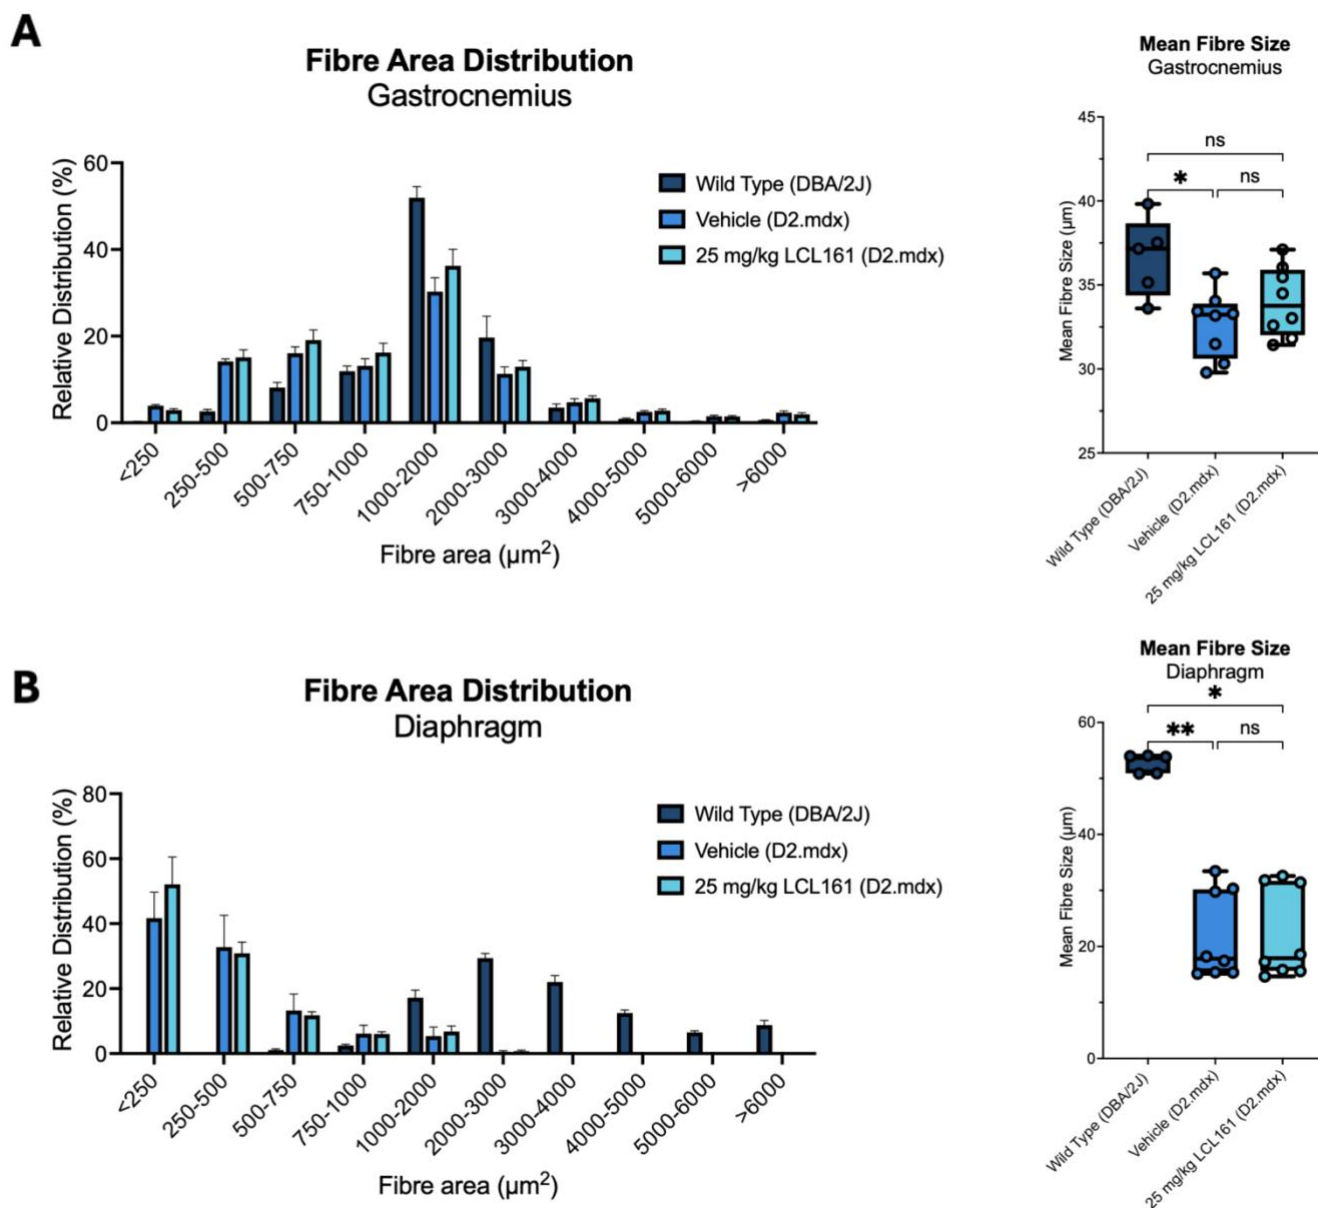 A
Fibre Area Distribution
Gastrocnemius
Relative Distribution (%)
60
40
20
0
Wild Type (DBA/2J)
Vehicle (D2.mdx)
25 mg/kg LCL161 (D2.mdx)
<250
250-500
500-750
750-1000
1000-2000
2000-3000
3000-4000
4000-5000
5000-6000
>6000
Fibre area (µm²)
Mean Fibre Size
Gastrocnemius
Mean Fibre Size (µm)
45
40
35
30
25
ns
* ns
Wild Type (DBA/2J)
Vehicle (D2.mdx)
25 mg/kg LCL161 (D2.mdx)
B
Fibre Area Distribution
Diaphragm
Relative Distribution (%)
80
60
40
20
0
Wild Type (DBA/2J)
Vehicle (D2.mdx)
25 mg/kg LCL161 (D2.mdx)
<250
250-500
500-750
750-1000
1000-2000
2000-3000
3000-4000
4000-5000
5000-6000
>6000
Fibre area (µm²)
Mean Fibre Size
Diaphragm
Mean Fibre Size (µm)
60
40
20
0
*
** ns
Wild Type (DBA/2J)
Vehicle (D2.mdx)
25 mg/kg LCL161 (D2.mdx)